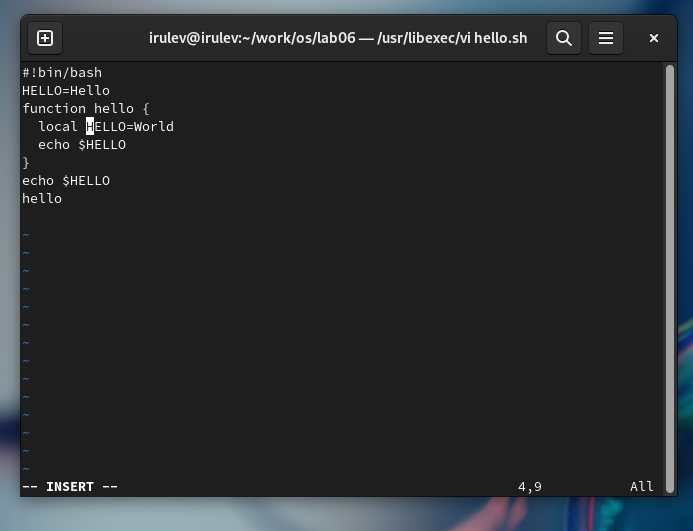 irulev@irulev:~/work/os/lab06 — /usr/libexec/vi hello.sh
#!bin/bash
HELLO=Hello
function hello {
  local HELLO=World
  echo $HELLO
}
echo $HELLO
hello
~
~
~
~
~
~
~
~
~
~
~
~
~
~
-- INSERT -- 4,9 All